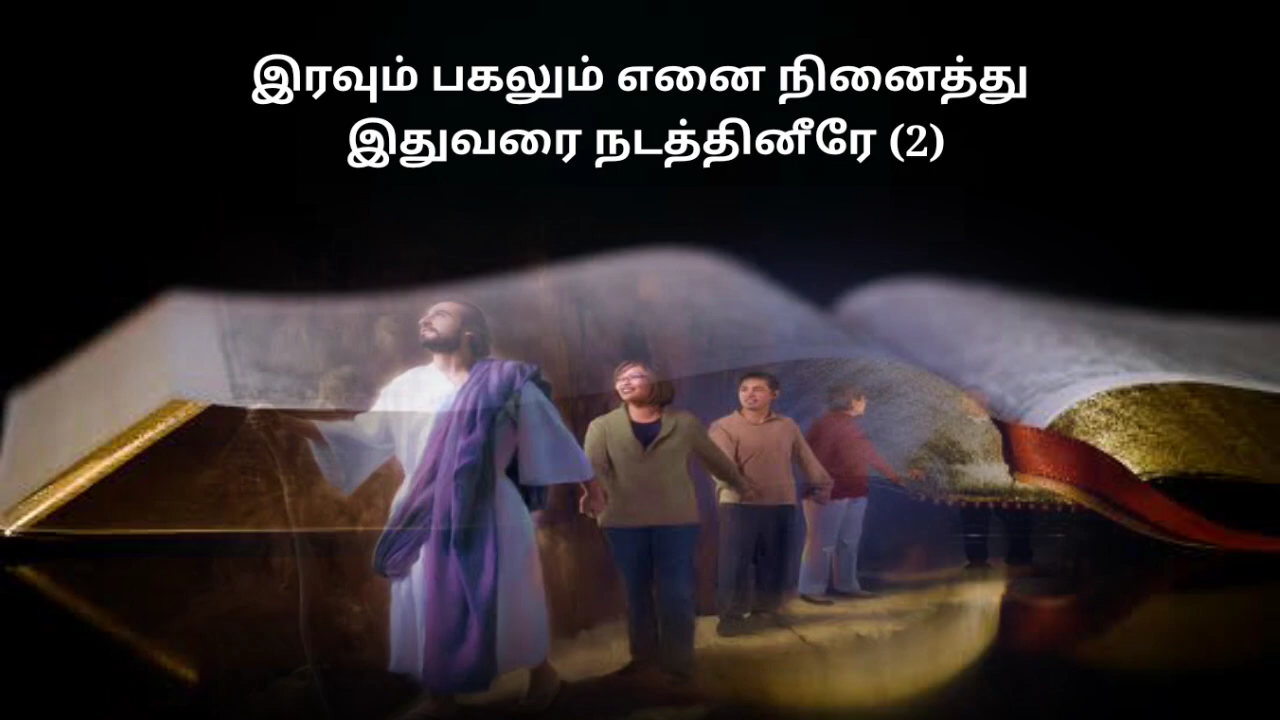 இரவும் பகலும் எனை நினைத்து
இதுவரை நடத்தினீரே (2)